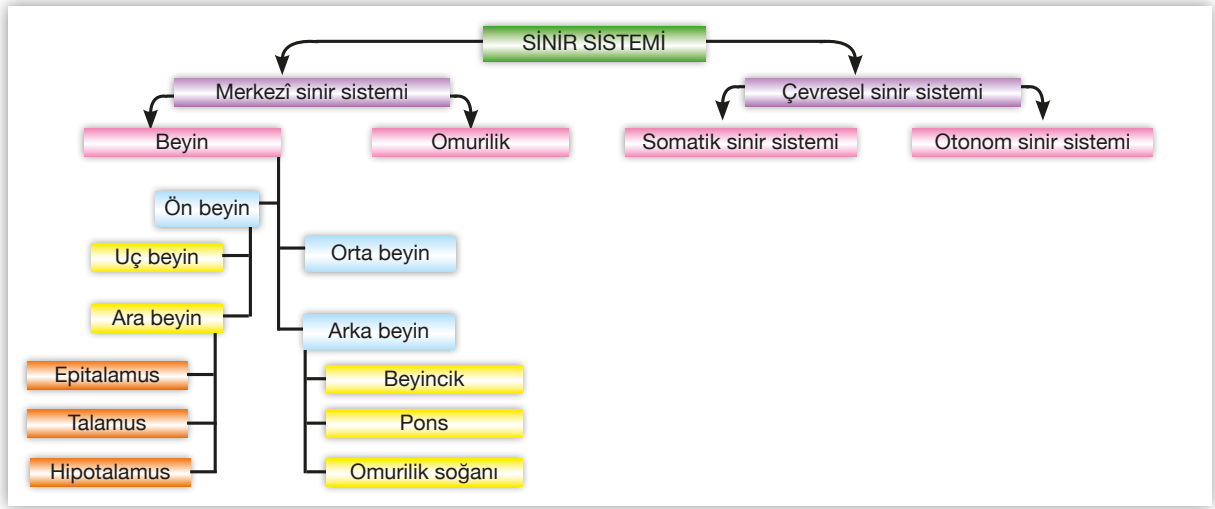 SİNİR SİSTEMİ
Merkezî sinir sistemi
Çevresel sinir sistemi
Beyin
Omurilik
Somatik sinir sistemi
Otonom sinir sistemi
Ön beyin
Uç beyin
Orta beyin
Ara beyin
Arka beyin
Epitalamus
Beyincik
Talamus
Pons
Hipotalamus
Omurilik soğanı